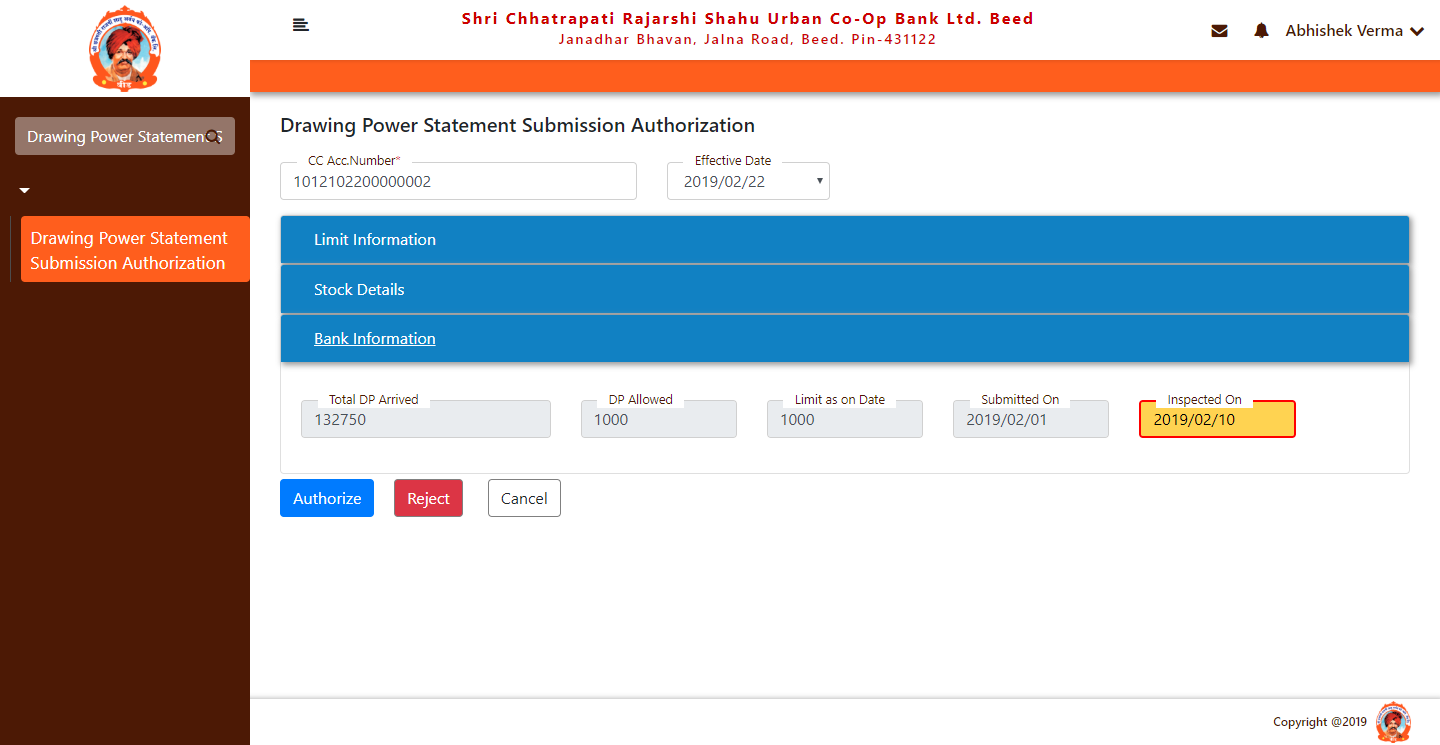 Shri Chhatrapati Rajarshi Shahu Urban Co-Op Bank Ltd. Beed
Janadhar Bhavan, Jalna Road, Beed. Pin-431122
Abhishek Verma
Drawing Power Statement S
Drawing Power Statement
Submission Authorization
Drawing Power Statement Submission Authorization
CC Acc.Number*
Effective Date
1012102200000002
2019/02/22
Limit Information
Stock Details
Bank Information
Total DP Arrived
DP Allowed
Limit as on Date
Submitted On
Inspected On
132750
1000
1000
2019/02/01
2019/02/10
Authorize
Reject
Cancel
Copyright @2019
बीड